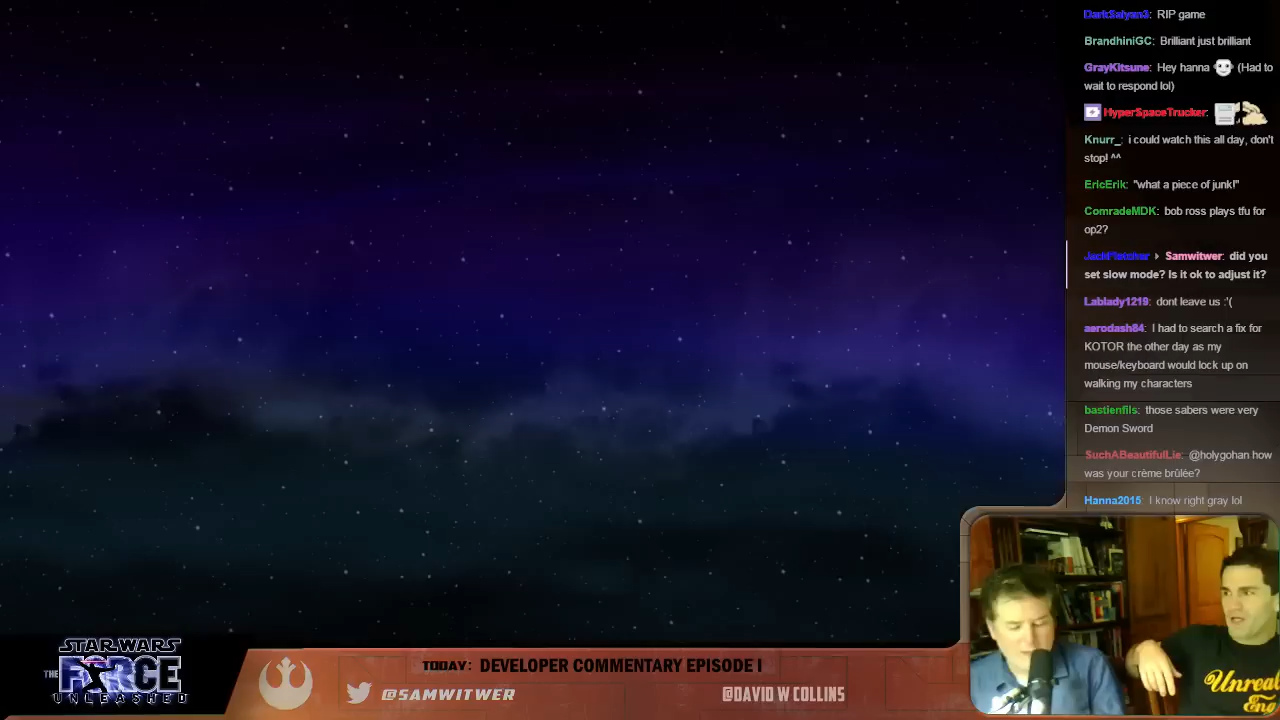 DarkSaiyan3: RIP game
BrandhiniGC: Brilliant just brilliant
GrayKitsune: Hey hanna (Had to
wait to respond lol)
HyperSpaceTrucker:
Knurr_: i could watch this all day, don't
stop! ^^
EricErik: "what a piece of junk!"
ComradeMDK: bob ross plays tfu for
op2?
Samwitwer: did you
set slow mode? Is it ok to adjust it?
Lablady1219: dont leave us :'(
aerodash84: I had to search a fix for
KOTOR the other day as my
mouse/keyboard would lock up on
walking my characters
bastienfils: those sabers were very
Demon Sword
SuchABeautifulLie: @holygohan how
was your crème brûlée?
Hanna2015: I know right gray lol
Unreal
Eng
STAR WARS
THE FORCE
UNLEASHED
TODAY: DEVELOPER COMMENTARY EPISODE I
@SAMWITWER
@DAVID W COLLINS